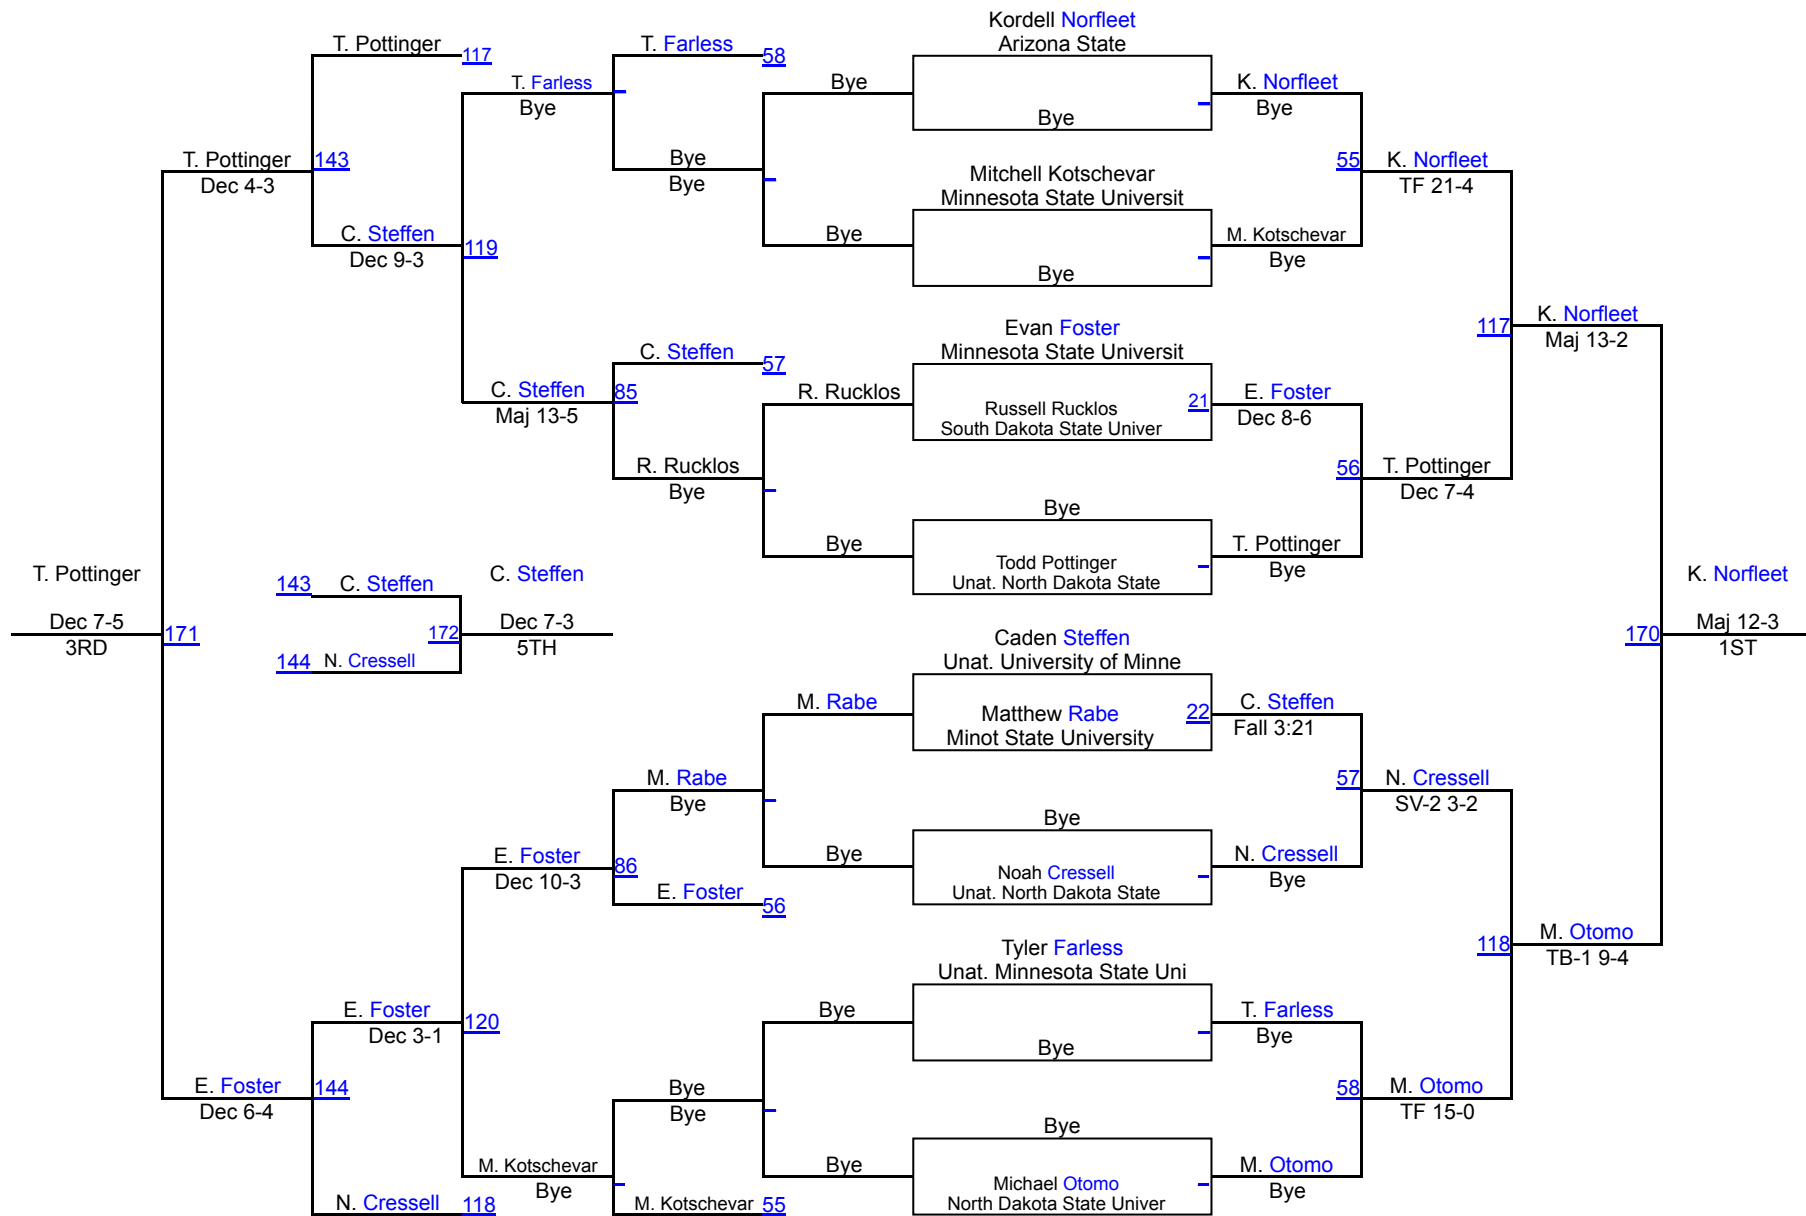 Kordell Norfleet
Arizona State
T. Pottinger
117
T. Farless
58
T. Farless
Bye
Bye
Bye
K. Norfleet
Bye
T. Pottinger
Dec 4-3
143
Bye
Bye
Mitchell Kotschevar
Minnesota State Universit
55
K. Norfleet
TF 21-4
C. Steffen
Dec 9-3
119
Bye
Bye
M. Kotschevar
Bye
Evan Foster
Minnesota State Universit
117
K. Norfleet
Maj 13-2
C. Steffen
57
C. Steffen
Maj 13-5
85
R. Rucklos
Russell Rucklos
South Dakota State Univer
21
E. Foster
Dec 8-6
R. Rucklos
Bye
56
T. Pottinger
Dec 7-4
Bye
Bye
Todd Pottinger
Unat. North Dakota State
T. Pottinger
Bye
T. Pottinger
Dec 7-5
3RD
171
143
C. Steffen
144
N. Cressell
172
C. Steffen
Dec 7-3
5TH
K. Norfleet
170
Maj 12-3
1ST
Caden Steffen
Unat. University of Minne
M. Rabe
Matthew Rabe
Minot State University
22
C. Steffen
Fall 3:21
M. Rabe
Bye
57
N. Cressell
SV-2 3-2
Bye
E. Foster
Dec 10-3
86
Bye
Noah Cressell
Unat. North Dakota State
N. Cressell
Bye
E. Foster
56
Tyler Farless
Unat. Minnesota State Uni
118
M. Otomo
TB-1 9-4
E. Foster
Dec 3-1
120
Bye
Bye
T. Farless
Bye
E. Foster
Dec 6-4
144
Bye
Bye
58
M. Otomo
TF 15-0
Bye
M. Kotschevar
Bye
Bye
Michael Otomo
North Dakota State Univer
M. Otomo
Bye
N. Cressell
118
M. Kotschevar
55